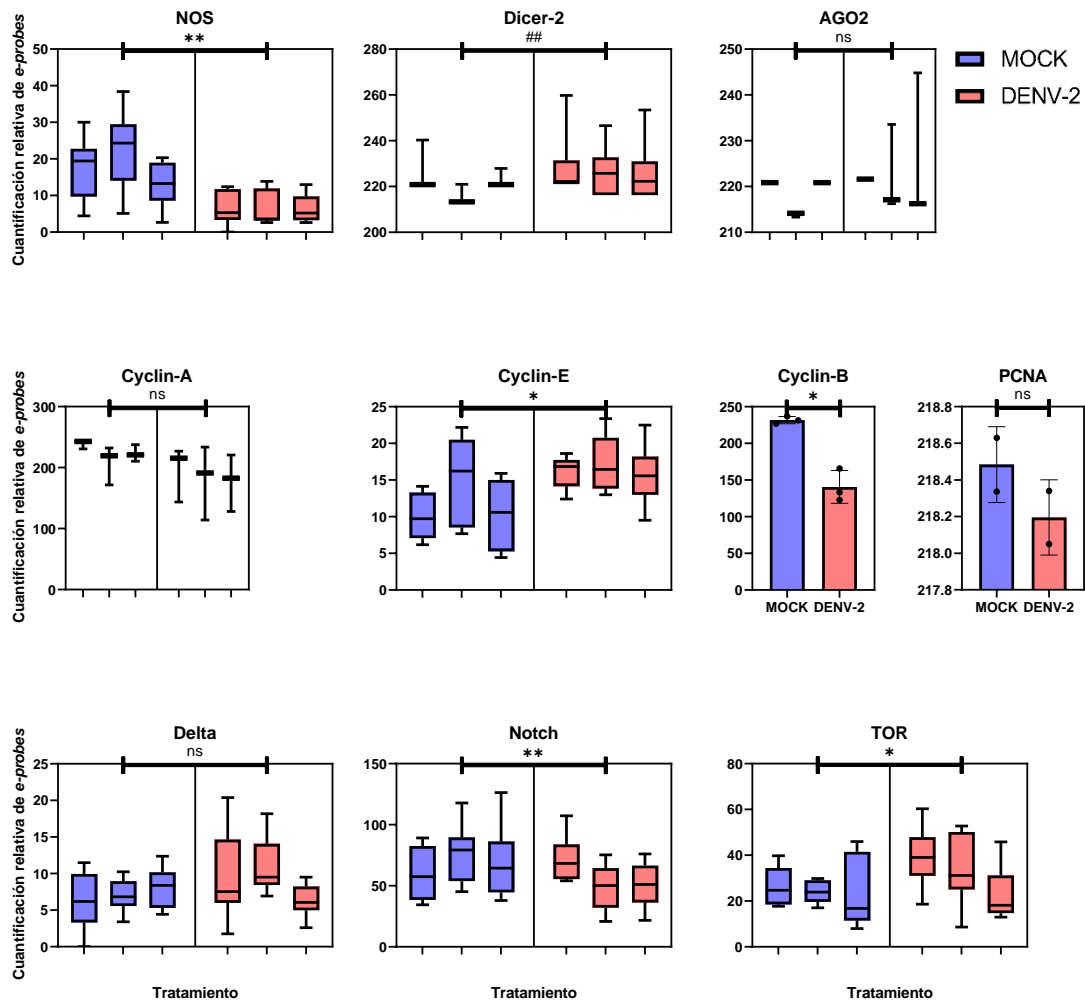 NOS
**
Cuantificación relativa de e-probes
50
40
30
20
10
0
Dicer-2
##
280
260
240
220
200
AGO2
ns
250
240
230
220
210
MOCK
DENV-2
Cyclin-A
ns
Cuantificación relativa de e-probes
300
200
100
0
Cyclin-E
*
25
20
15
10
5
0
Cyclin-B
*
250
200
150
100
50
0
MOCK DENV-2
PCNA
ns
218.8
218.6
218.4
218.2
218.0
217.8
MOCK DENV-2
Delta
ns
Cuantificación relativa de e-probes
25
20
15
10
5
0
Tratamiento
Notch
**
150
100
50
0
Tratamiento
TOR
*
80
60
40
20
0
Tratamiento